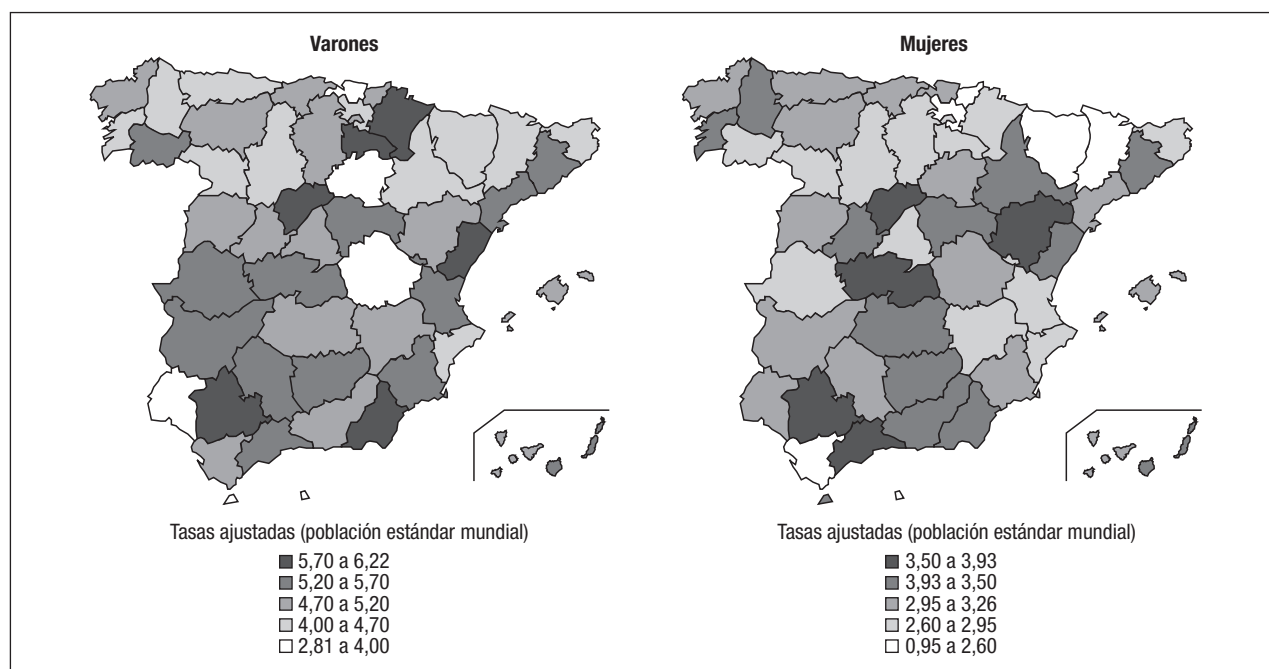 Varones
Mujeres
Tasas ajustadas (población estándar mundial)
5,70 a 6,22
5,20 a 5,70
4,70 a 5,20
4,00 a 4,70
2,81 a 4,00
Tasas ajustadas (población estándar mundial)
3,50 a 3,93
3,93 a 3,50
2,95 a 3,26
2,60 a 2,95
0,95 a 2,60